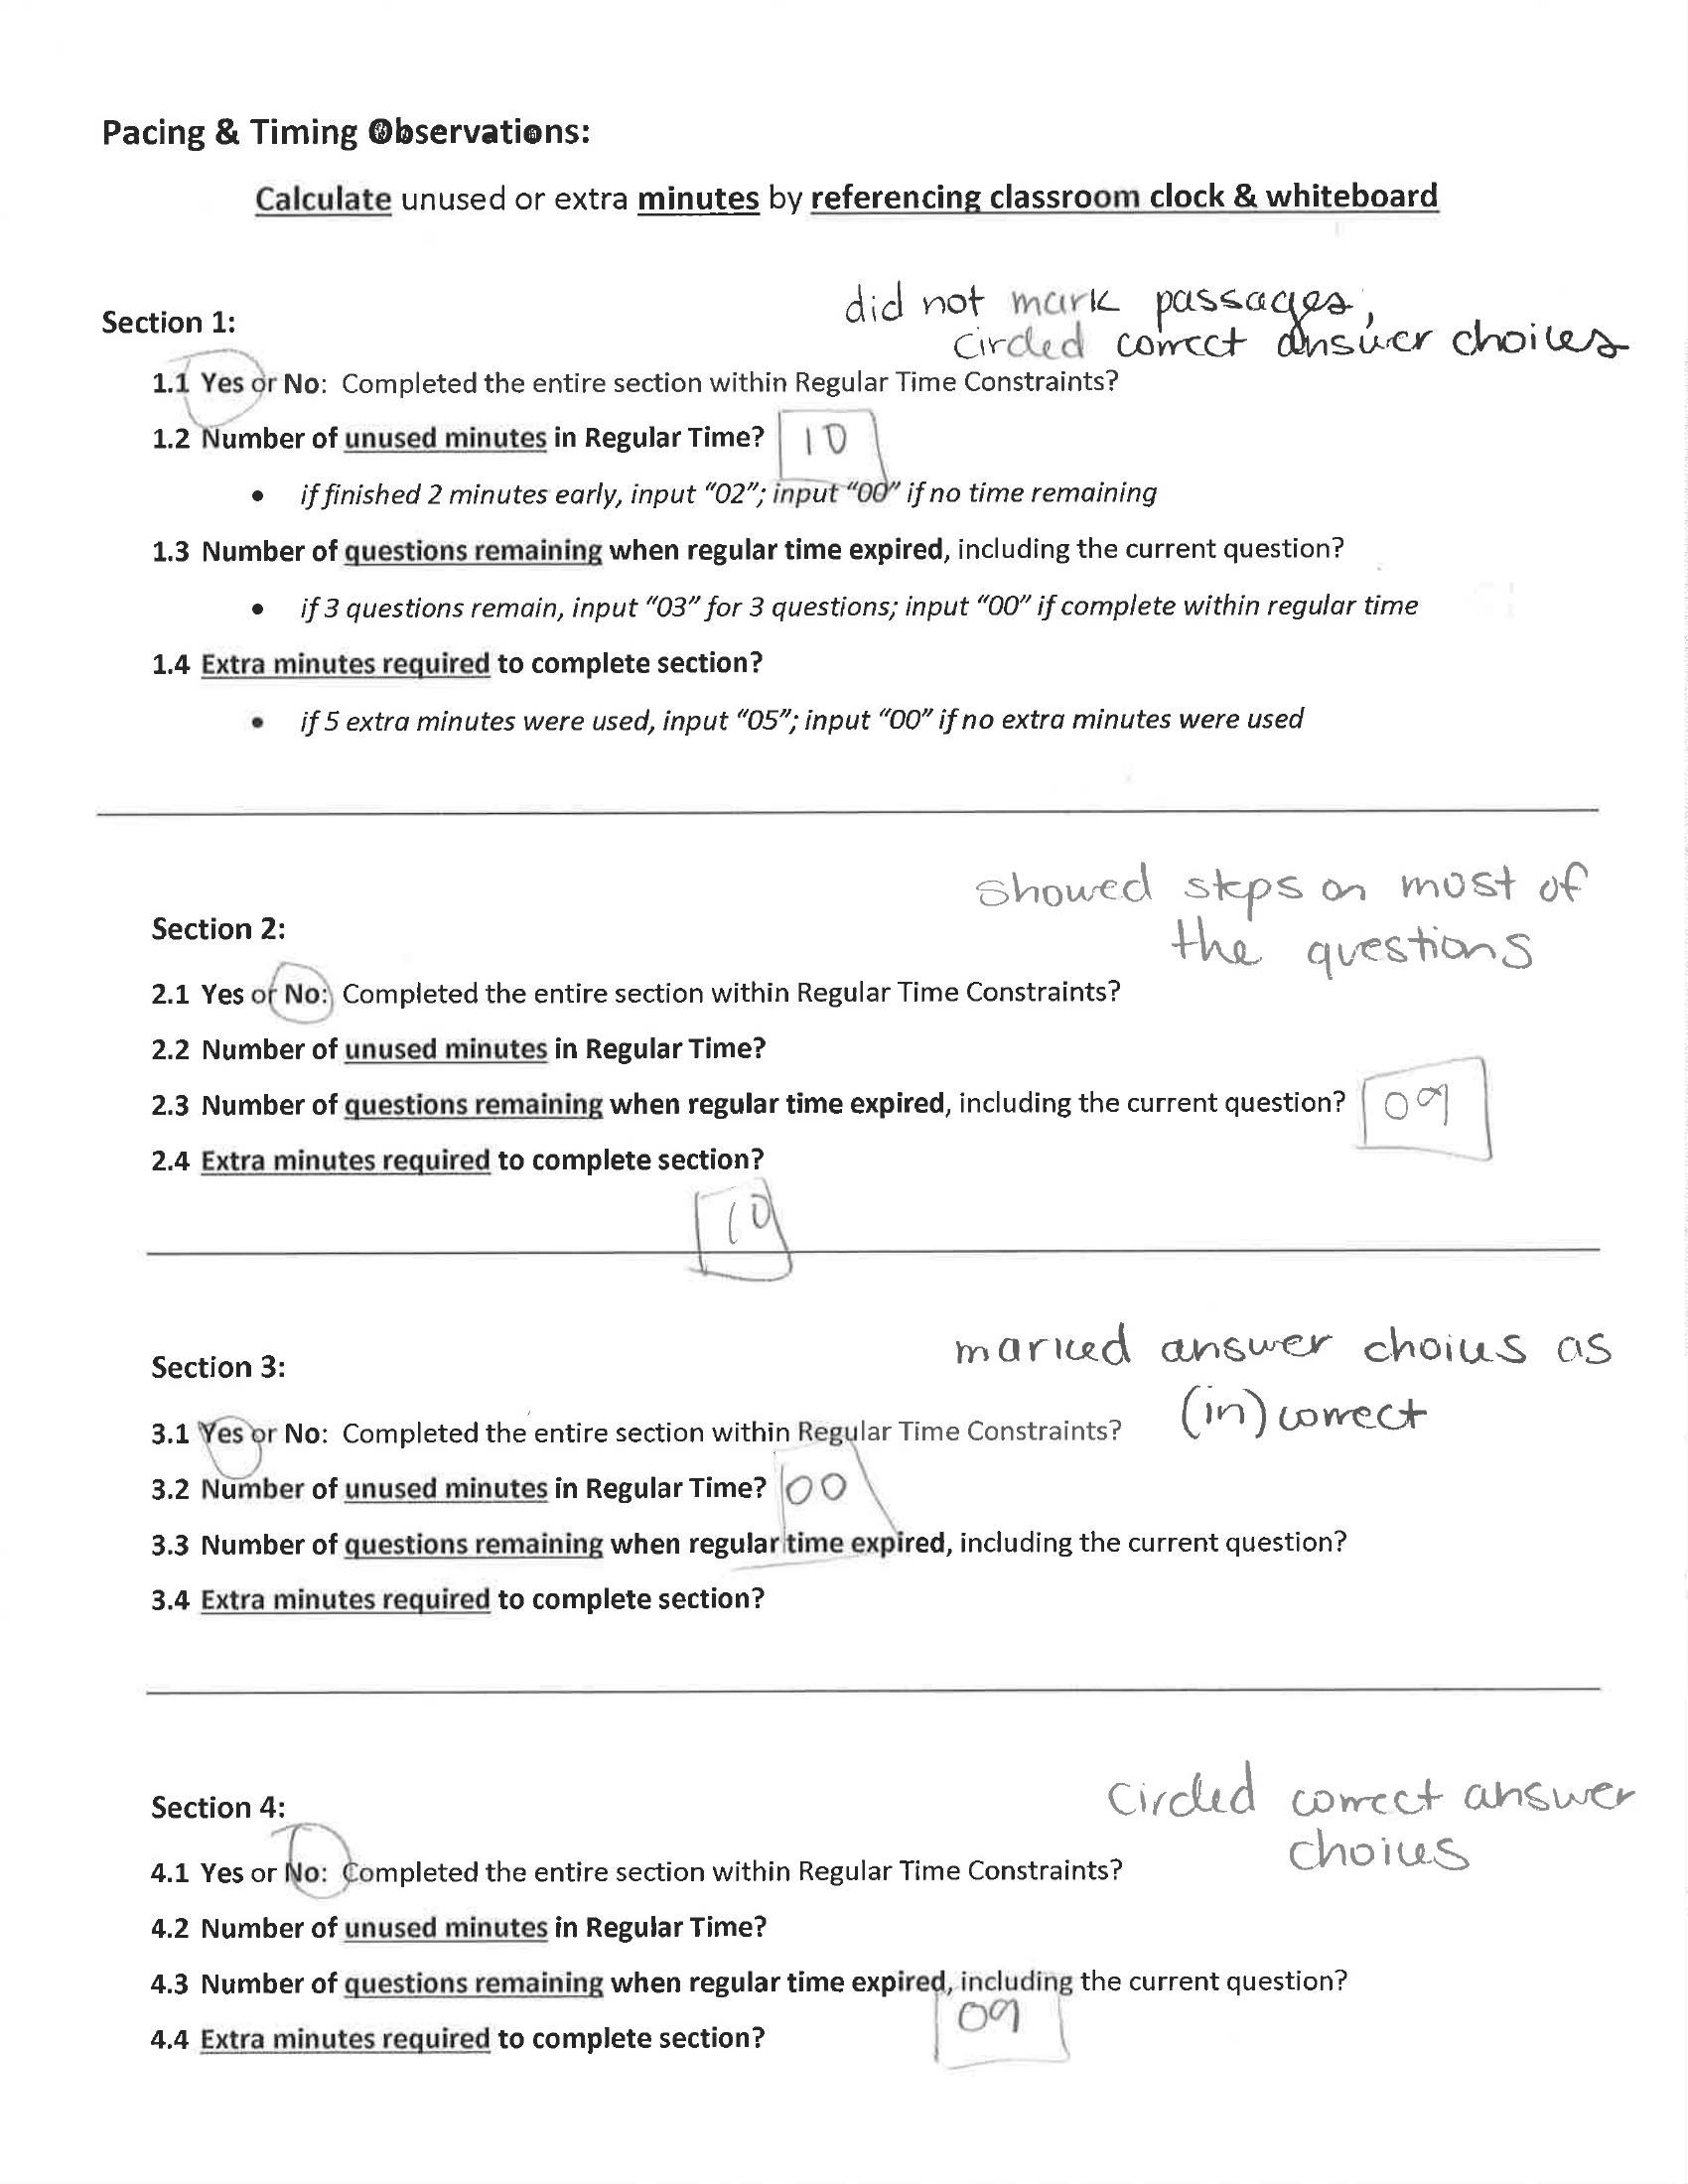 Pacing & Timing Observations:
Calculate unused or extra minutes by referencing classroom clock & whiteboard
did not mark passages,
Section 1:
circled correct answer choices
1.1 Yes or No: Completed the entire section within Regular Time Constraints?
1.2 Number of unused minutes in Regular Time? 10
• if finished 2 minutes early, input “02”; input “00” if no time remaining
1.3 Number of questions remaining when regular time expired, including the current question?
• if 3 questions remain, input “03” for 3 questions; input “00” if complete within regular time
1.4 Extra minutes required to complete section?
• if 5 extra minutes were used, input “05”; input “00” if no extra minutes were used
showed steps on most of
Section 2:
the questions
2.1 Yes or No: Completed the entire section within Regular Time Constraints?
2.2 Number of unused minutes in Regular Time?
2.3 Number of questions remaining when regular time expired, including the current question? 09
2.4 Extra minutes required to complete section?
10
marked answer choices as
Section 3:
(in) correct
3.1 Yes or No: Completed the entire section within Regular Time Constraints?
3.2 Number of unused minutes in Regular Time? 00
3.3 Number of questions remaining when regular time expired, including the current question?
3.4 Extra minutes required to complete section?
circled correct answer
Section 4:
choices
4.1 Yes or No: Completed the entire section within Regular Time Constraints?
4.2 Number of unused minutes in Regular Time?
4.3 Number of questions remaining when regular time expired, including the current question?
09
4.4 Extra minutes required to complete section?